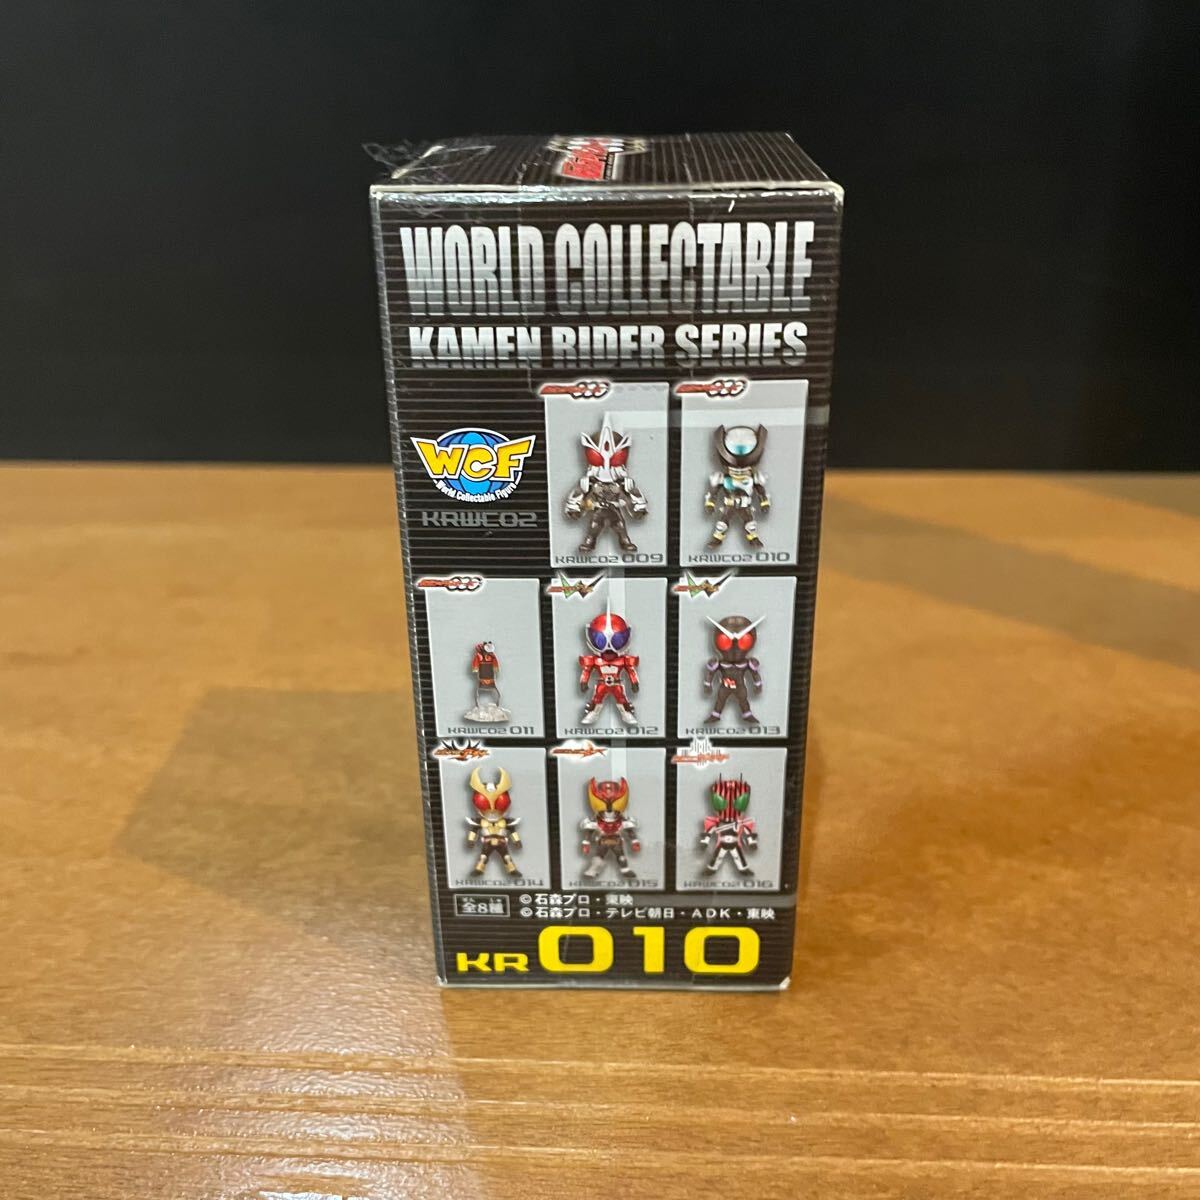 WORLD COLLECTABLE
KAMEN RIDER SERIES
WCF
World Collectable Figure
KRWC02
KRWC02 009
KRWC02 010
KRWC02 011
KRWC02 012
KRWC02 013
KRWC02 014
KRWC02 015
KRWC02 016
全8種
©石森プロ・東映
©石森プロ・テレビ朝日・ADK・東映
KR 010